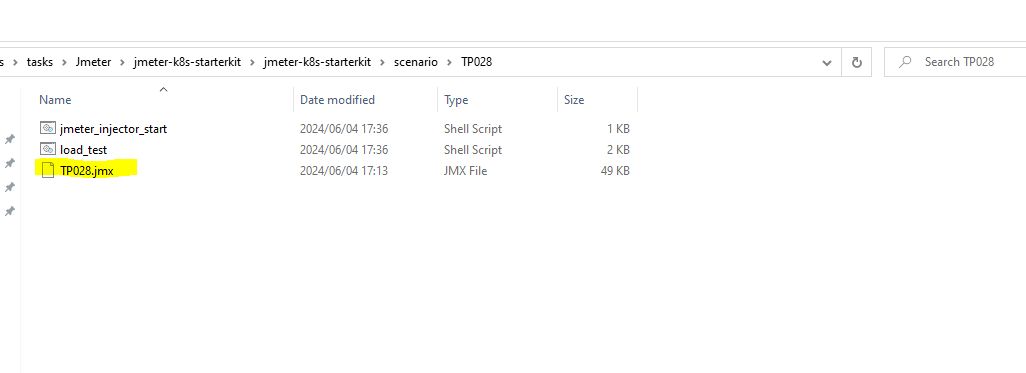 s > tasks > Jmeter > jmeter-k8s-starterkit > jmeter-k8s-starterkit > scenario > TP028 Search TP028
Name Date modified Type Size
jmeter_injector_start 2024/06/04 17:36 Shell Script 1 KB
load_test 2024/06/04 17:36 Shell Script 2 KB
TP028.jmx 2024/06/04 17:13 JMX File 49 KB